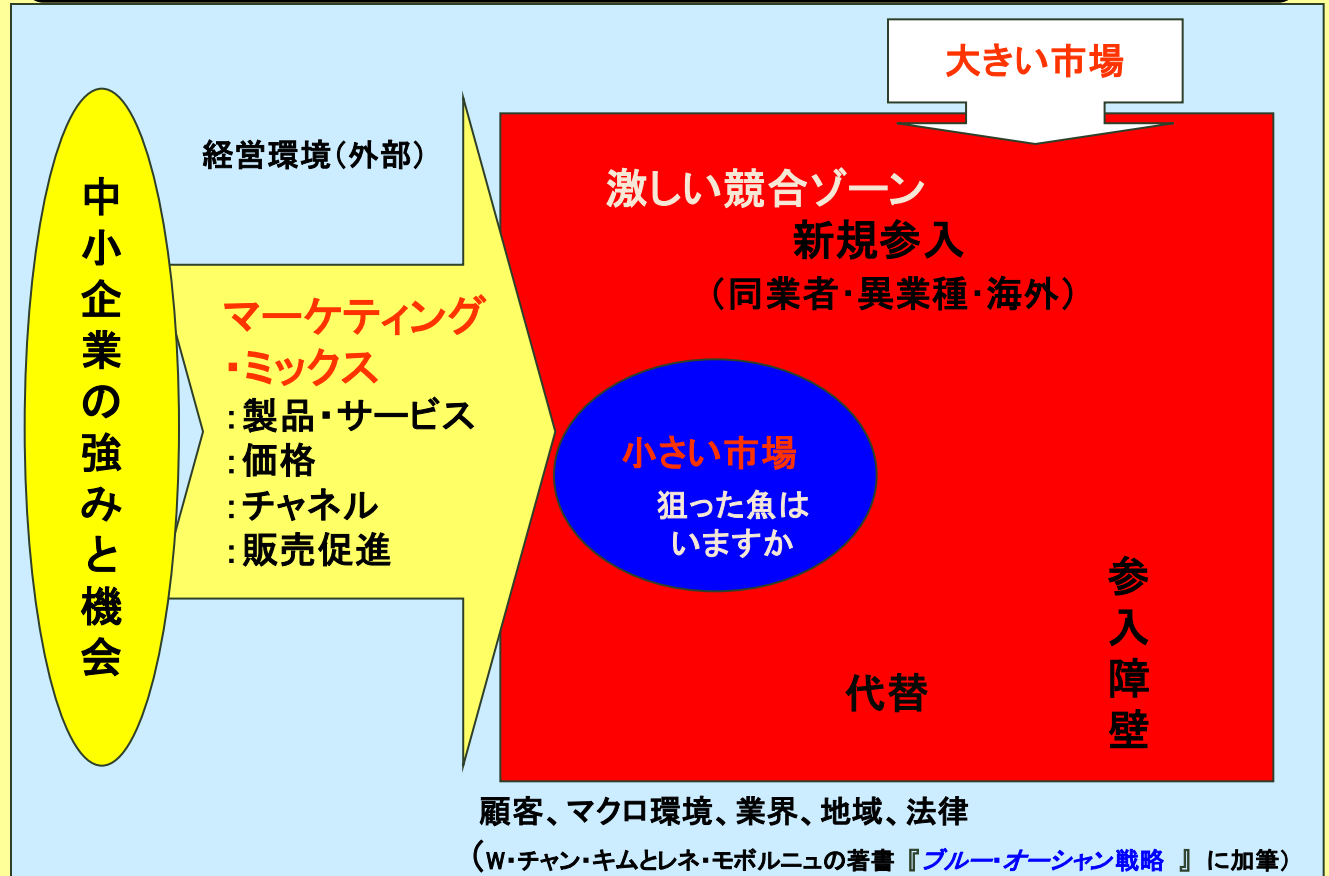 大きい市場
経営環境(外部)
中小企業の強みと機会
激しい競合ゾーン
新規参入
(同業者・異業種・海外)
マーケティング
・ミックス
:製品・サービス
:価格
:チャネル
:販売促進
小さい市場
狙った魚は
いますか
参入障壁
代替
顧客、マクロ環境、業界、地域、法律
(W・チャン・キムとレネ・モボルニュの著書『ブルー・オーシャン戦略 』に加筆)